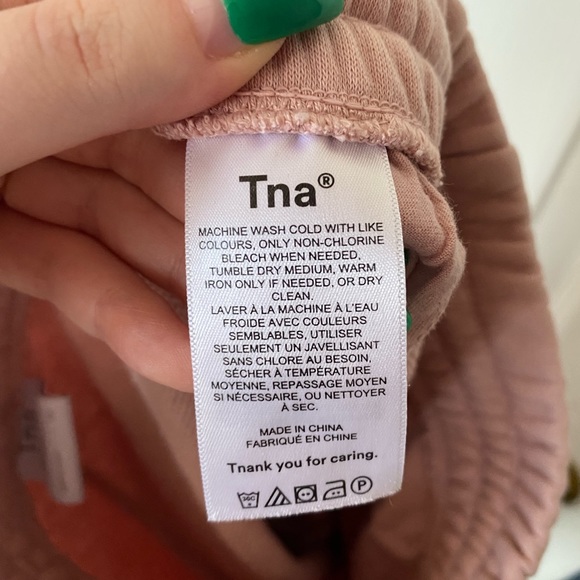 Tna®
MACHINE WASH COLD WITH LIKE
COLOURS, ONLY NON-CHLORINE
BLEACH WHEN NEEDED,
TUMBLE DRY MEDIUM, WARM
IRON ONLY IF NEEDED, OR DRY
CLEAN.
LAVER À LA MACHINE À L'EAU
FROIDE AVEC COULEURS
SEMBLABLES, UTILISER
SEULEMENT UN JAVELLISANT
SANS CHLORE AU BESOIN,
SÉCHER À TEMPÉRATURE
MOYENNE, REPASSAGE MOYEN
SI NÉCESSAIRE, OU NETTOYER
À SEC.
MADE IN CHINA
FABRIQUÉ EN CHINE
Tnank you for caring.
30C P